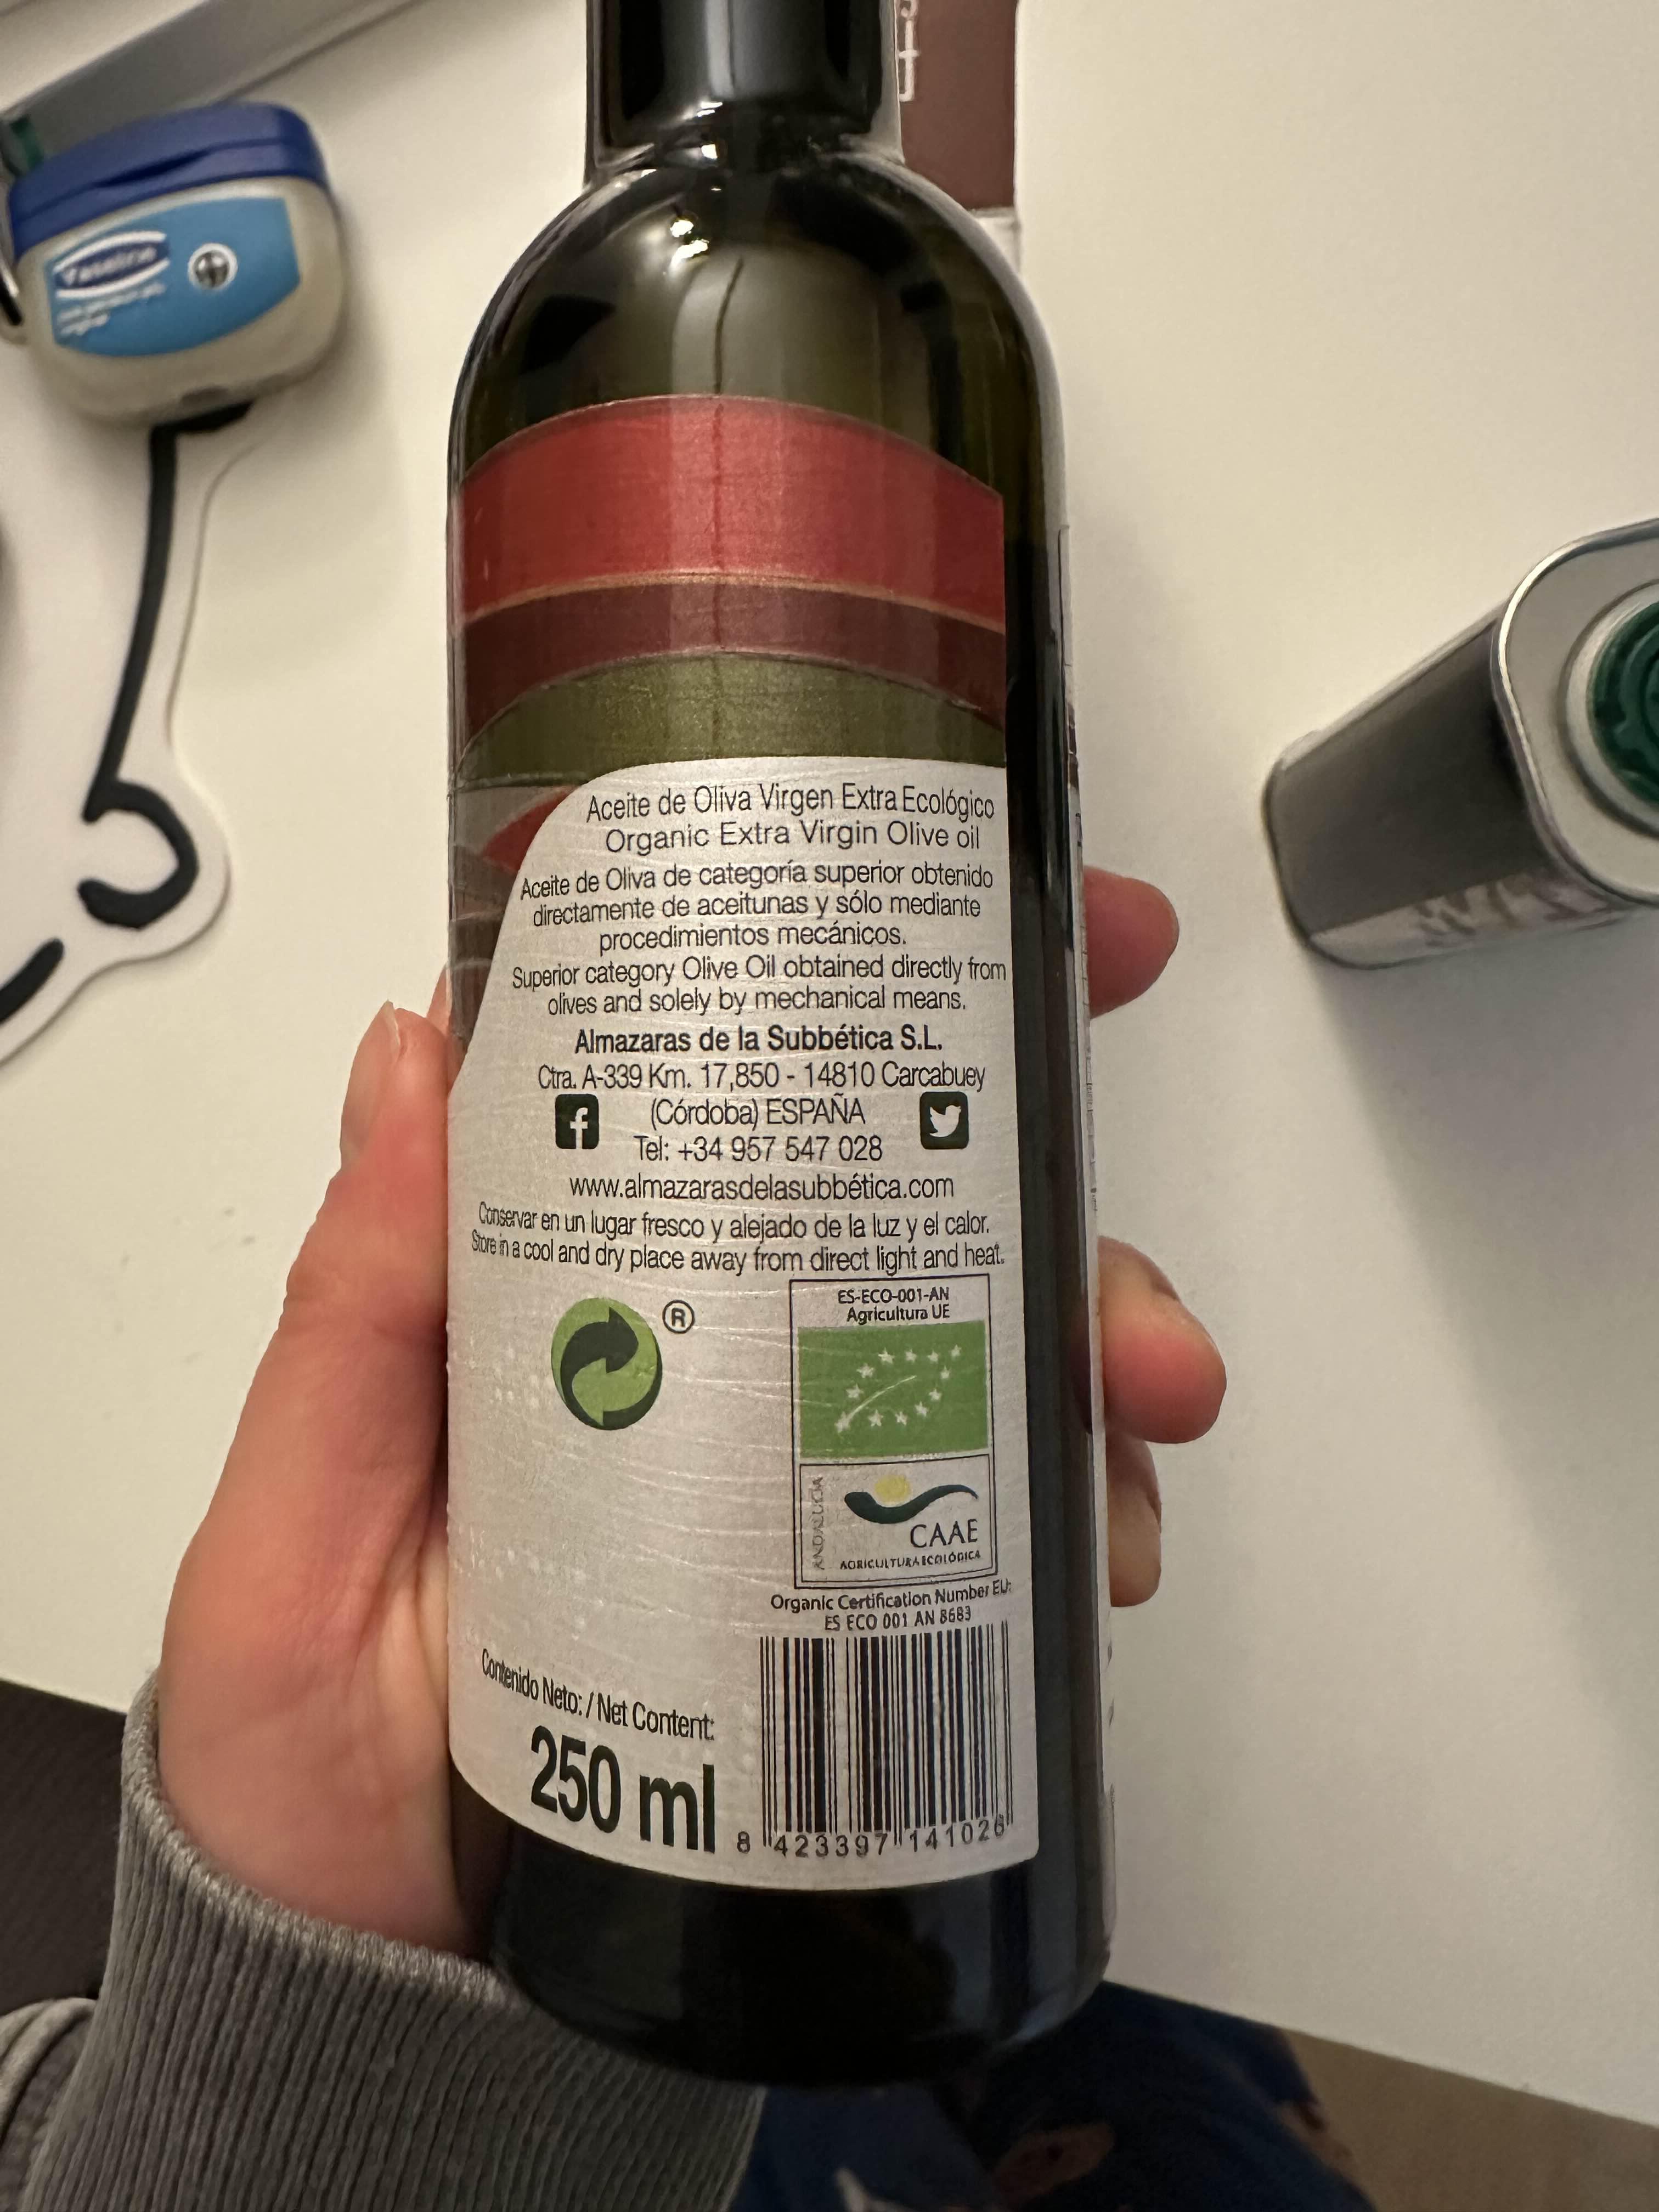 Vaseline
Aceite de Oliva Virgen Extra Ecológico
Organic Extra Virgin Olive oil
Aceite de Oliva de categoría superior obtenido
directamente de aceitunas y sólo mediante
procedimientos mecánicos.
Superior category Olive Oil obtained directly from
olives and solely by mechanical means.
Almazaras de la Subbética S.L.
Ctra. A-339 Km. 17,850 - 14810 Carcabuey
(Córdoba) ESPAÑA
Tel: +34 957 547 028
www.almazarasdelasubbética.com
Conservar en un lugar fresco y alejado de la luz y el calor.
Store in a cool and dry place away from direct light and heat.
®
ES-ECO-001-AN
Agricultura UE
ANDALUCÍA
CAAE
AGRICULTURA ECOLÓGICA
Organic Certification Number EU:
ES ECO 001 AN 8683
Contenido Neto: / Net Content:
250 ml
8 423397 141026